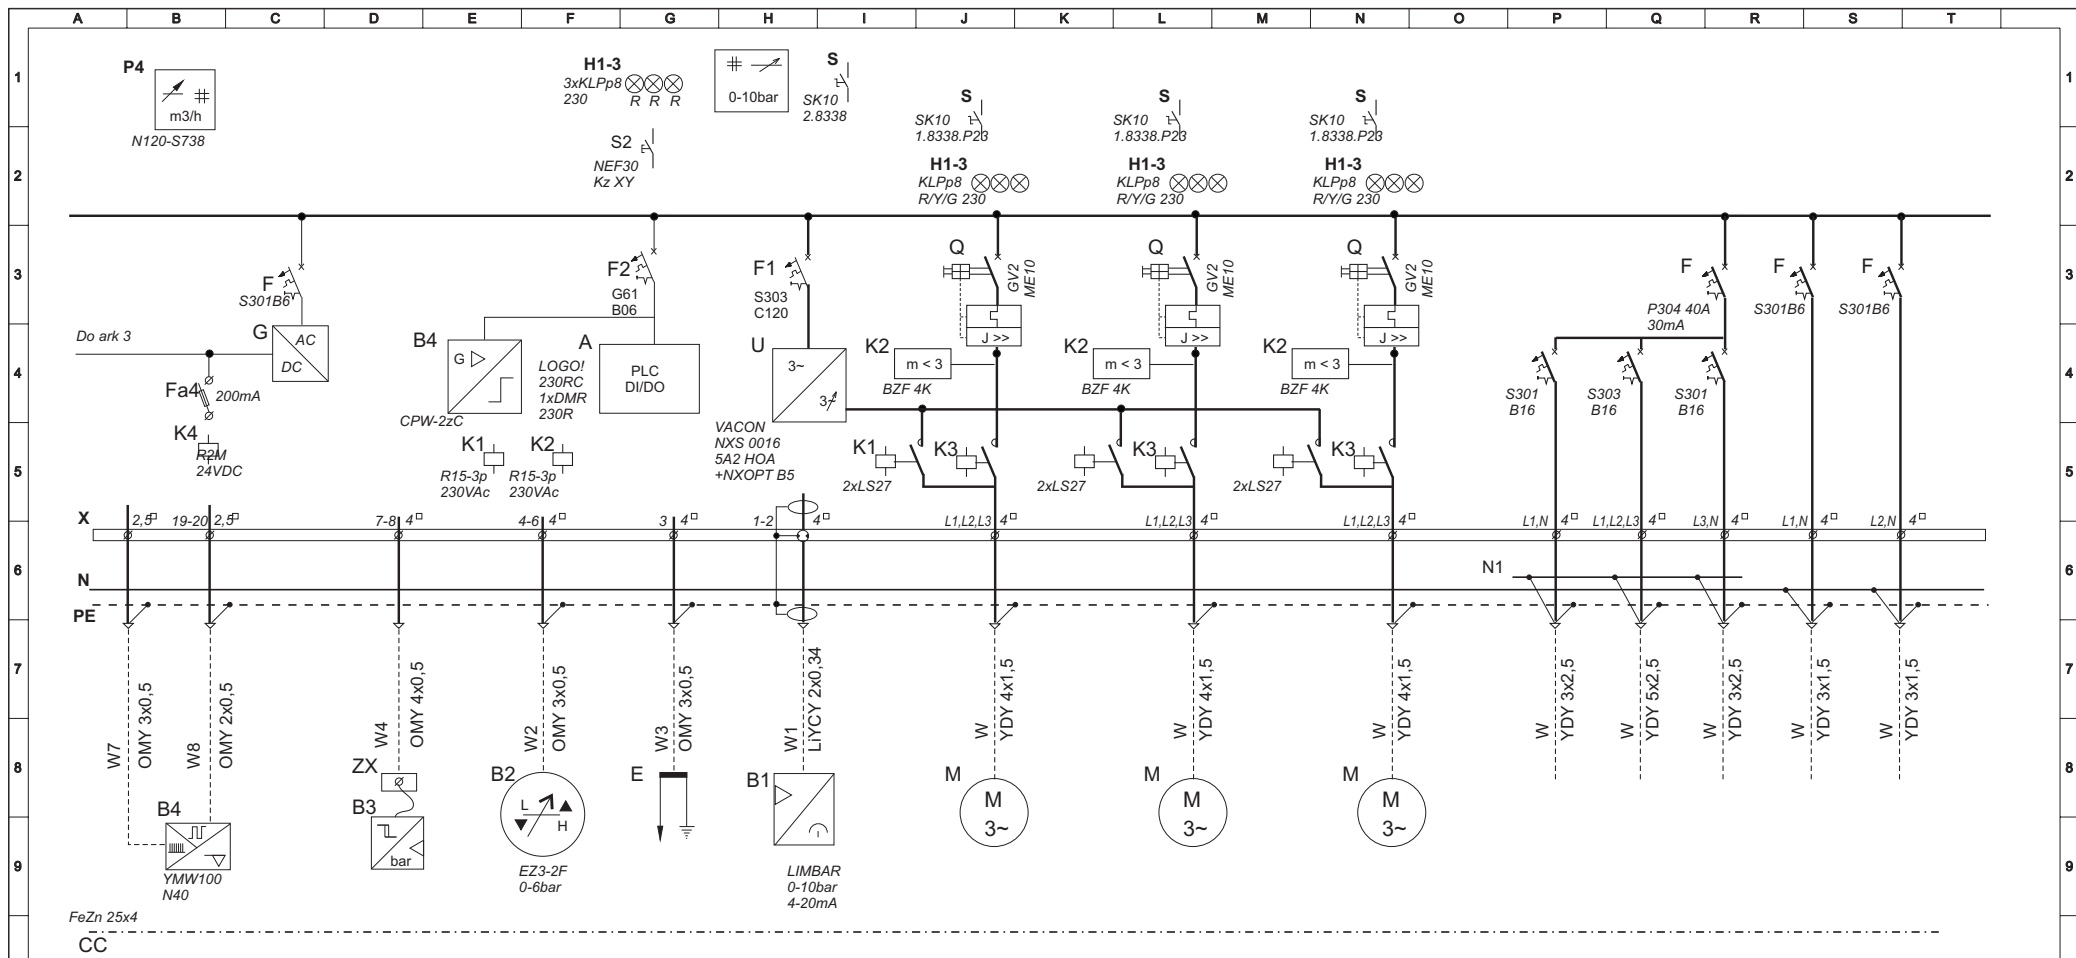 A B C D E F G H I J K L M N O P Q R S T
1 1
P4
m3/h
N120-S738
H1-3
3xKLPp8
230
R R R
S2
NEF30
Kz XY
0-10bar
S
SK10
2.8338
S
SK10
1.8338.P23
H1-3
KLPp8
R/Y/G 230
S
SK10
1.8338.P23
H1-3
KLPp8
R/Y/G 230
S
SK10
1.8338.P23
H1-3
KLPp8
R/Y/G 230
2 2
3 3
F
S301B6
F2
G61
B06
F1
S303
C120
Q
GV2
ME10
J >>
Q
GV2
ME10
J >>
Q
GV2
ME10
J >>
F
P304 40A
30mA
F
S301B6
F
S301B6
4 4
Do ark 3
G
AC
DC
Fa4
200mA
K4
R2M
24VDC
B4
G
CPW-2zC
A
LOGO!
230RC
1xDMR
230R
PLC
DI/DO
U
3~
3
VACON
NXS 0016
5A2 HOA
+NXOPT B5
K2
m < 3
BZF 4K
K2
m < 3
BZF 4K
K2
m < 3
BZF 4K
S301
B16
S303
B16
S301
B16
5 5
K1
R15-3p
230VAc
K2
R15-3p
230VAc
K1
2xLS27
K3
2xLS27
K3
2xLS27
K3
X
2,5
19-20 2,5
7-8 4
4-6 4
3 4
1-2 4
L1,L2,L3 4
L1,L2,L3 4
L1,L2,L3 4
L1,N 4
L1,L2,L3 4
L3,N 4
L1,N 4
L2,N 4
6 6
N
N1
PE
7 7
W7
OMY 3x0,5
W8
OMY 2x0,5
W4
OMY 4x0,5
W2
OMY 3x0,5
W3
OMY 3x0,5
W1
LiYCY 2x0,34
W
YDY 4x1,5
W
YDY 4x1,5
W
YDY 4x1,5
W
YDY 3x2,5
W
YDY 5x2,5
W
YDY 3x2,5
W
YDY 3x1,5
W
YDY 3x1,5
8 8
B4
YMW100
N40
ZX
B3
bar
B2
L
H
EZ3-2F
0-6bar
E
B1
LIMBAR
0-10bar
4-20mA
M
M
3~
M
M
3~
M
M
3~
9 9
FeZn 25x4
CC